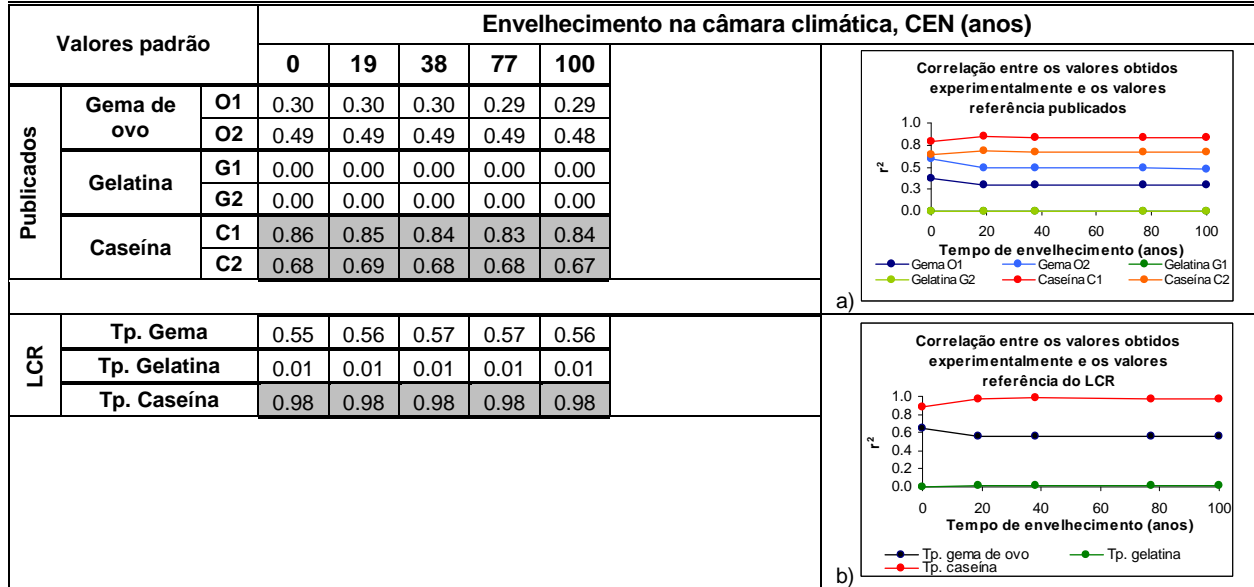 Valores padrão
Envelhecimento na câmara climática, CEN (anos)
0 19 38 77 100
Publicados
Gema de ovo
O1 0.30 0.30 0.30 0.29 0.29
O2 0.49 0.49 0.49 0.49 0.48
Gelatina
G1 0.00 0.00 0.00 0.00 0.00
G2 0.00 0.00 0.00 0.00 0.00
Caseína
C1 0.86 0.85 0.84 0.83 0.84
C2 0.68 0.69 0.68 0.68 0.67
LCR
Tp. Gema 0.55 0.56 0.57 0.57 0.56
Tp. Gelatina 0.01 0.01 0.01 0.01 0.01
Tp. Caseína 0.98 0.98 0.98 0.98 0.98
a)
Correlação entre os valores obtidos
experimentalmente e os valores
referência publicados
1.0
0.8
0.5
0.3
0.0
r²
0 20 40 60 80 100
Tempo de envelhecimento (anos)
Gema O1 Gema O2 Gelatina G1
Gelatina G2 Caseína C1 Caseína C2
b)
Correlação entre os valores obtidos
experimentalmente e os valores
referência do LCR
1.0
0.8
0.6
0.4
0.2
0.0
r²
0 20 40 60 80 100
Tempo de envelhecimento (anos)
Tp. gema de ovo Tp. gelatina
Tp. caseína